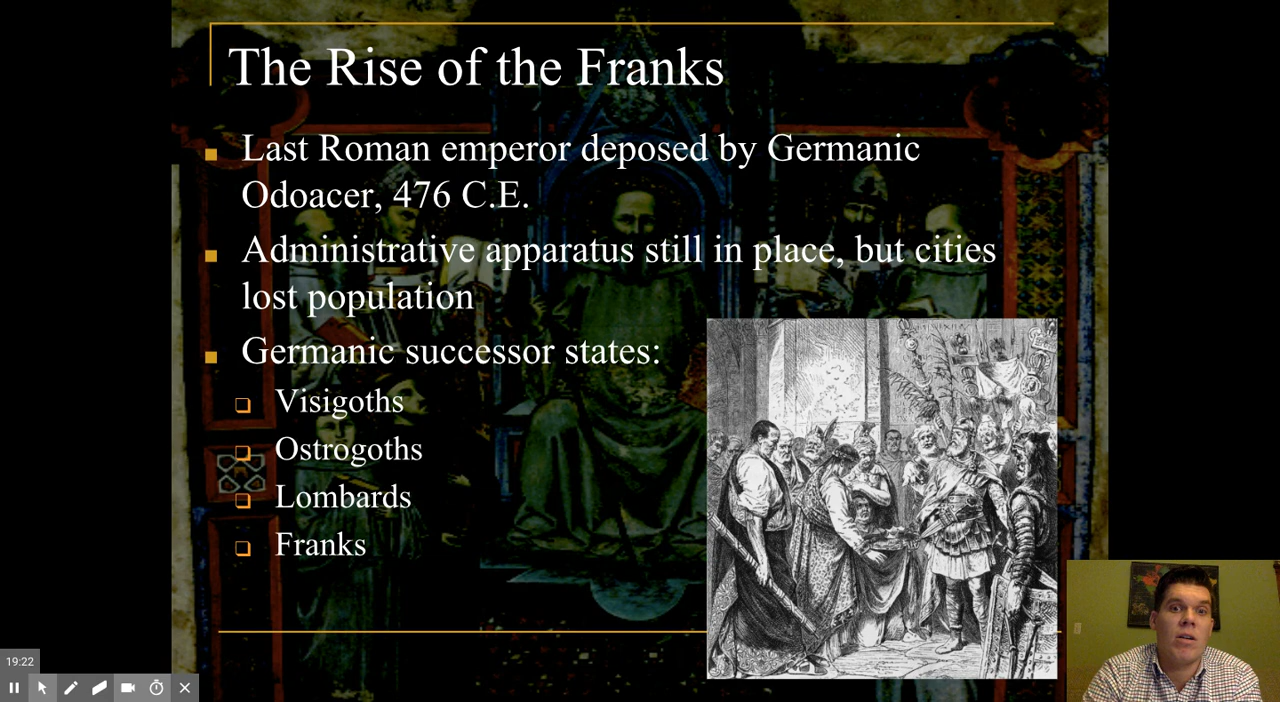 The Rise of the Franks
Last Roman emperor deposed by Germanic
Odoacer, 476 C.E.
Administrative apparatus still in place, but cities
lost population
Germanic successor states:
Visigoths
Ostrogoths
Lombards
Franks
19:22